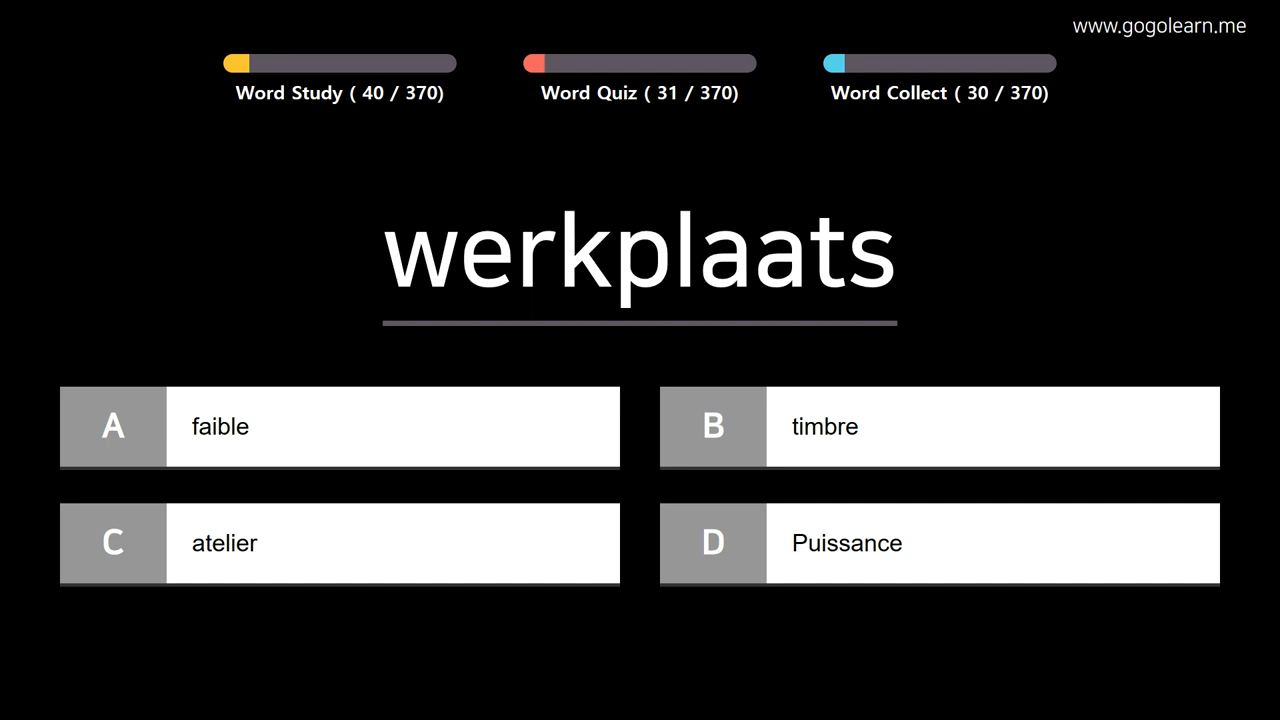 www.gogolearn.me
Word Study ( 40 / 370)
Word Quiz ( 31 / 370)
Word Collect ( 30 / 370)
werkplaats
A faible
B timbre
C atelier
D Puissance